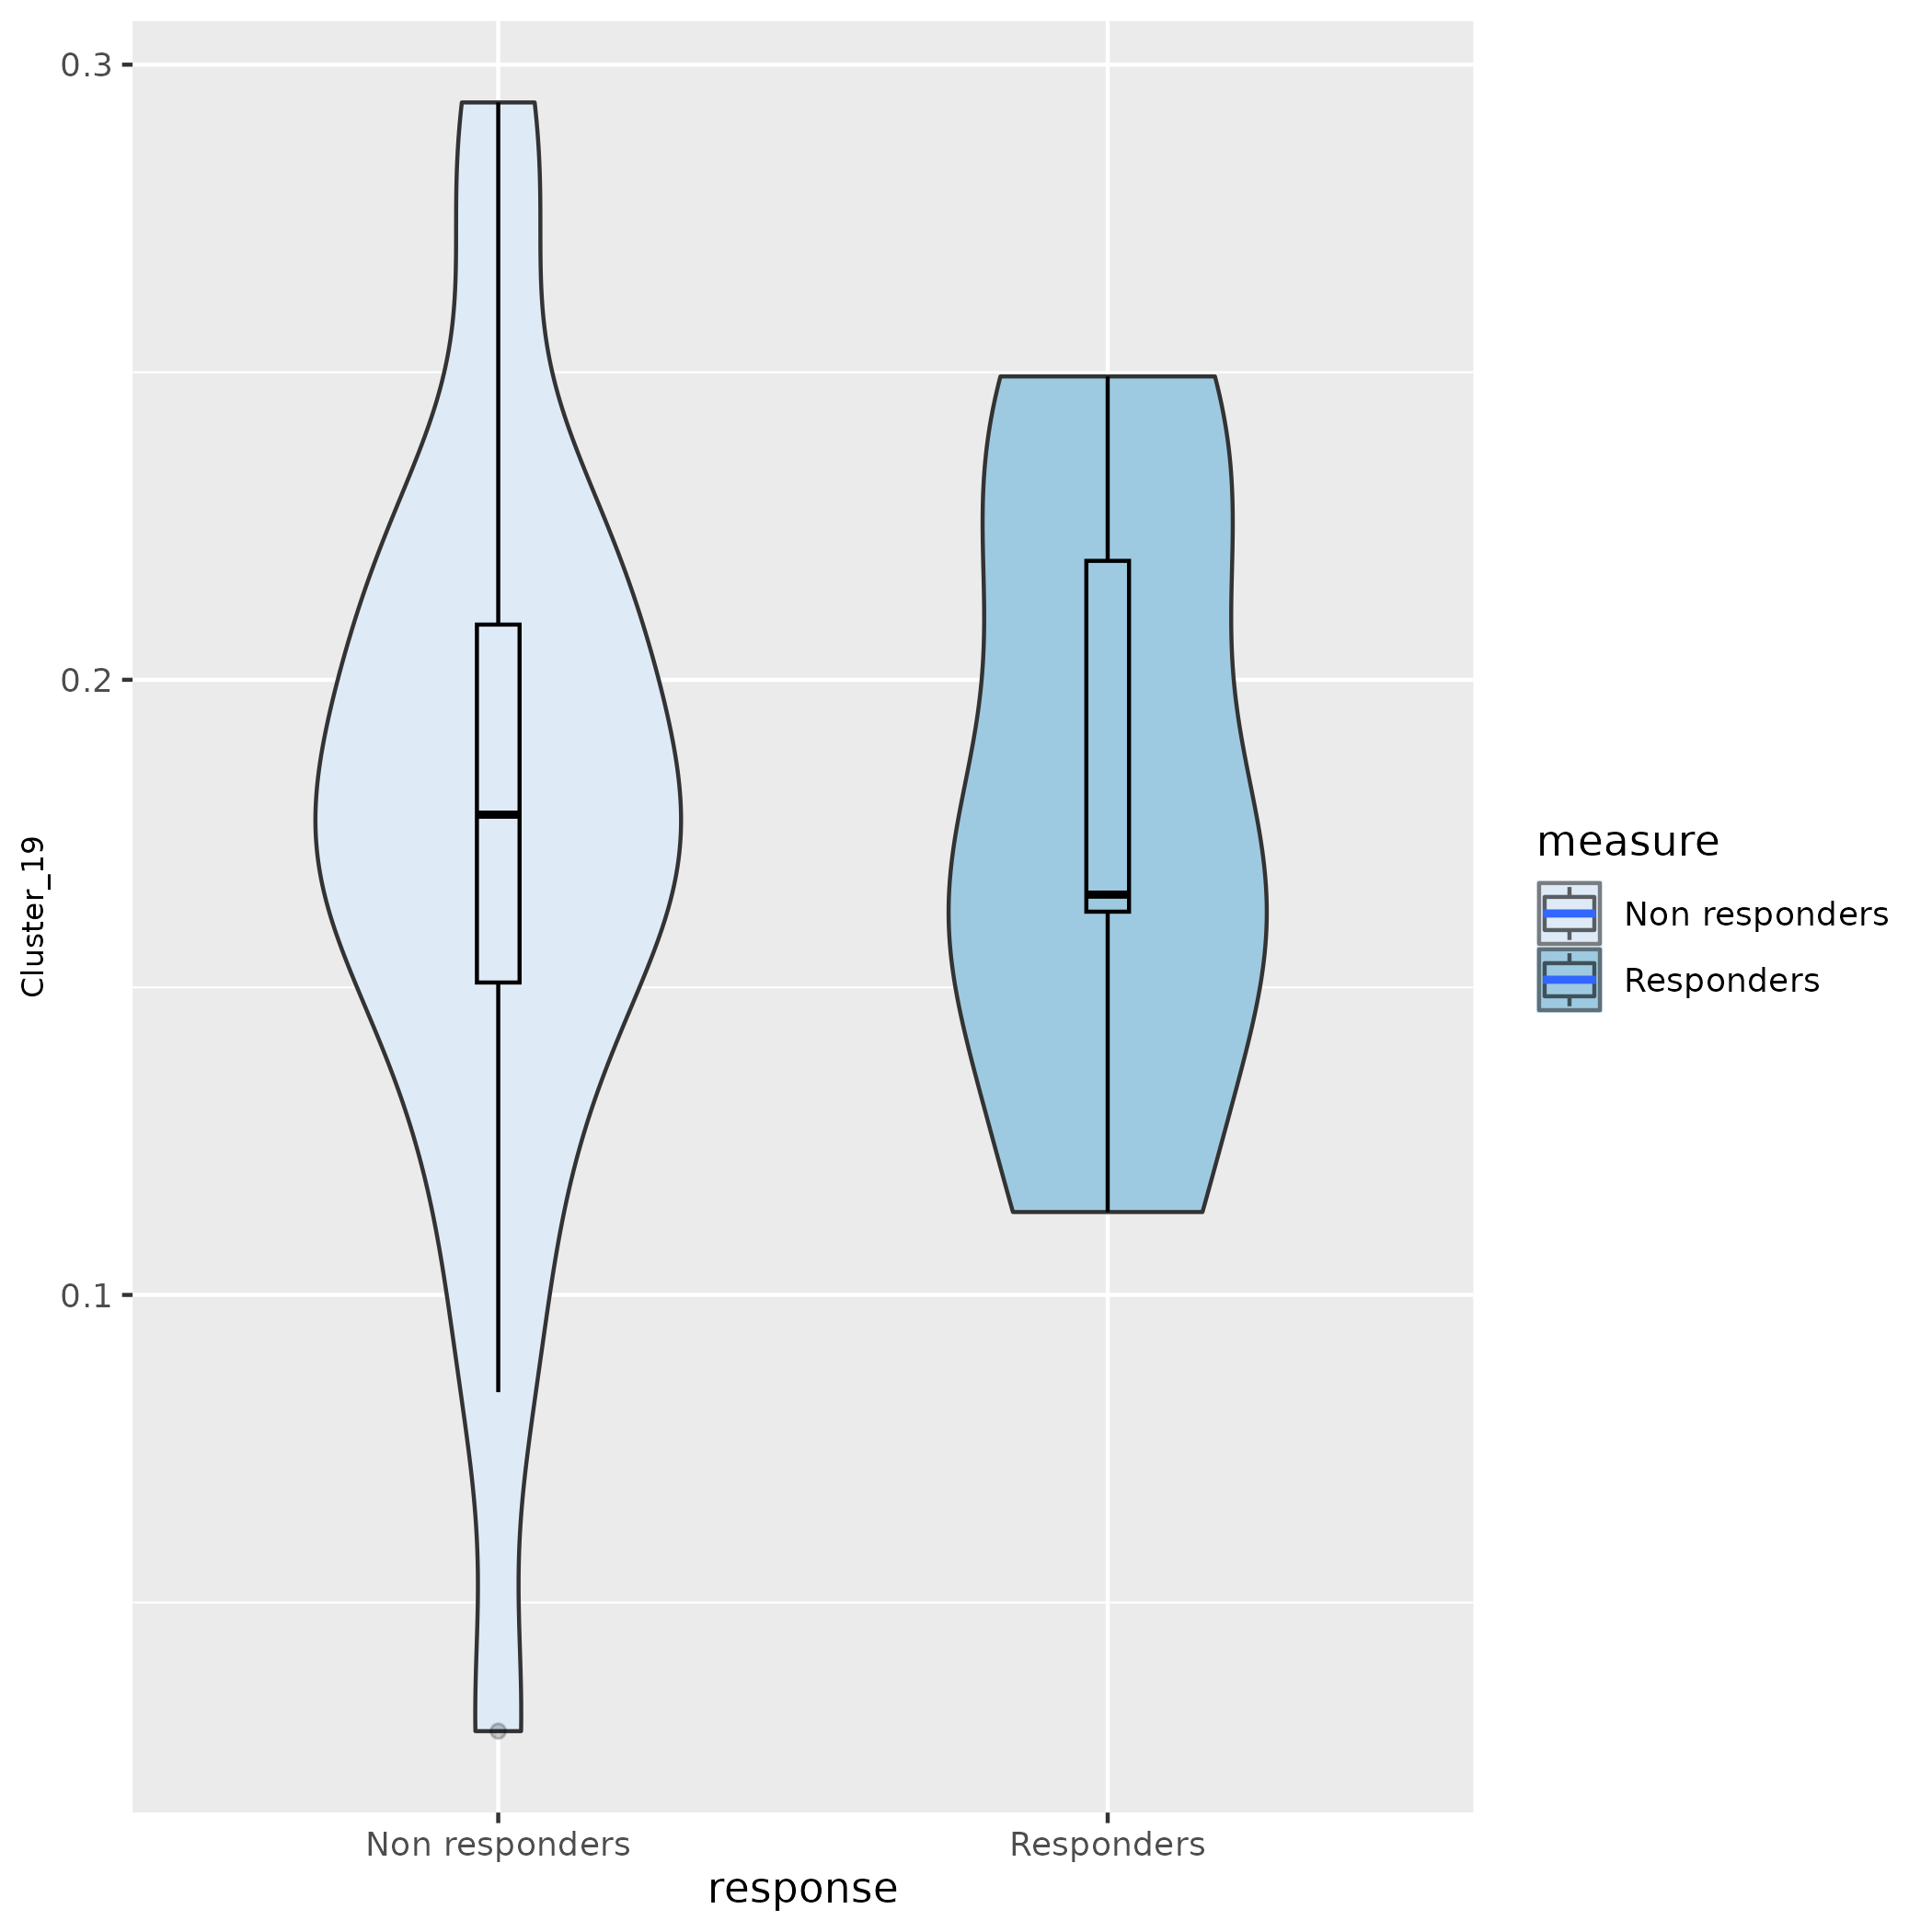 0.3
0.2
0.1
Cluster_19
Non responders
Responders
response
measure
Non responders
Responders